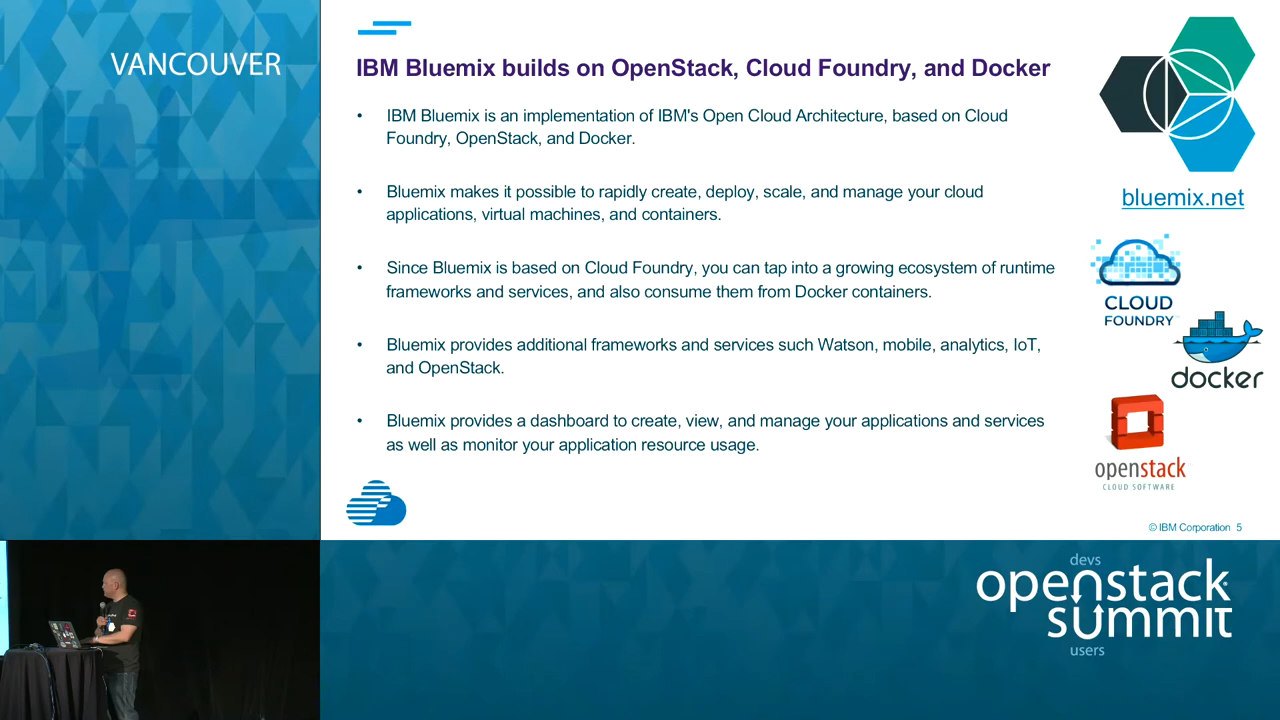 VANCOUVER
IBM Bluemix builds on OpenStack, Cloud Foundry, and Docker
• IBM Bluemix is an implementation of IBM's Open Cloud Architecture, based on Cloud
Foundry, OpenStack, and Docker.
• Bluemix makes it possible to rapidly create, deploy, scale, and manage your cloud
applications, virtual machines, and containers.
• Since Bluemix is based on Cloud Foundry, you can tap into a growing ecosystem of runtime
frameworks and services, and also consume them from Docker containers.
• Bluemix provides additional frameworks and services such Watson, mobile, analytics, IoT,
and OpenStack.
• Bluemix provides a dashboard to create, view, and manage your applications and services
as well as monitor your application resource usage.
bluemix.net
CLOUD
FOUNDRY
docker
openstack
CLOUD SOFTWARE
© IBM Corporation 5
devs
openstack
summit
users